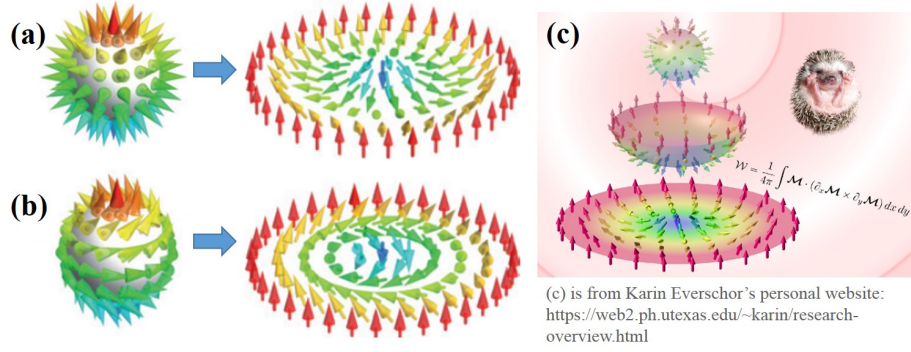 (a)
(b)
(c)
𝒲 = 1/4π ∫ 𝓜 · (∂ₓ𝓜 × ∂ᵧ𝓜) dx dy
(c) is from Karin Everschor's personal website:
https://web2.ph.utexas.edu/~karin/research-
overview.html